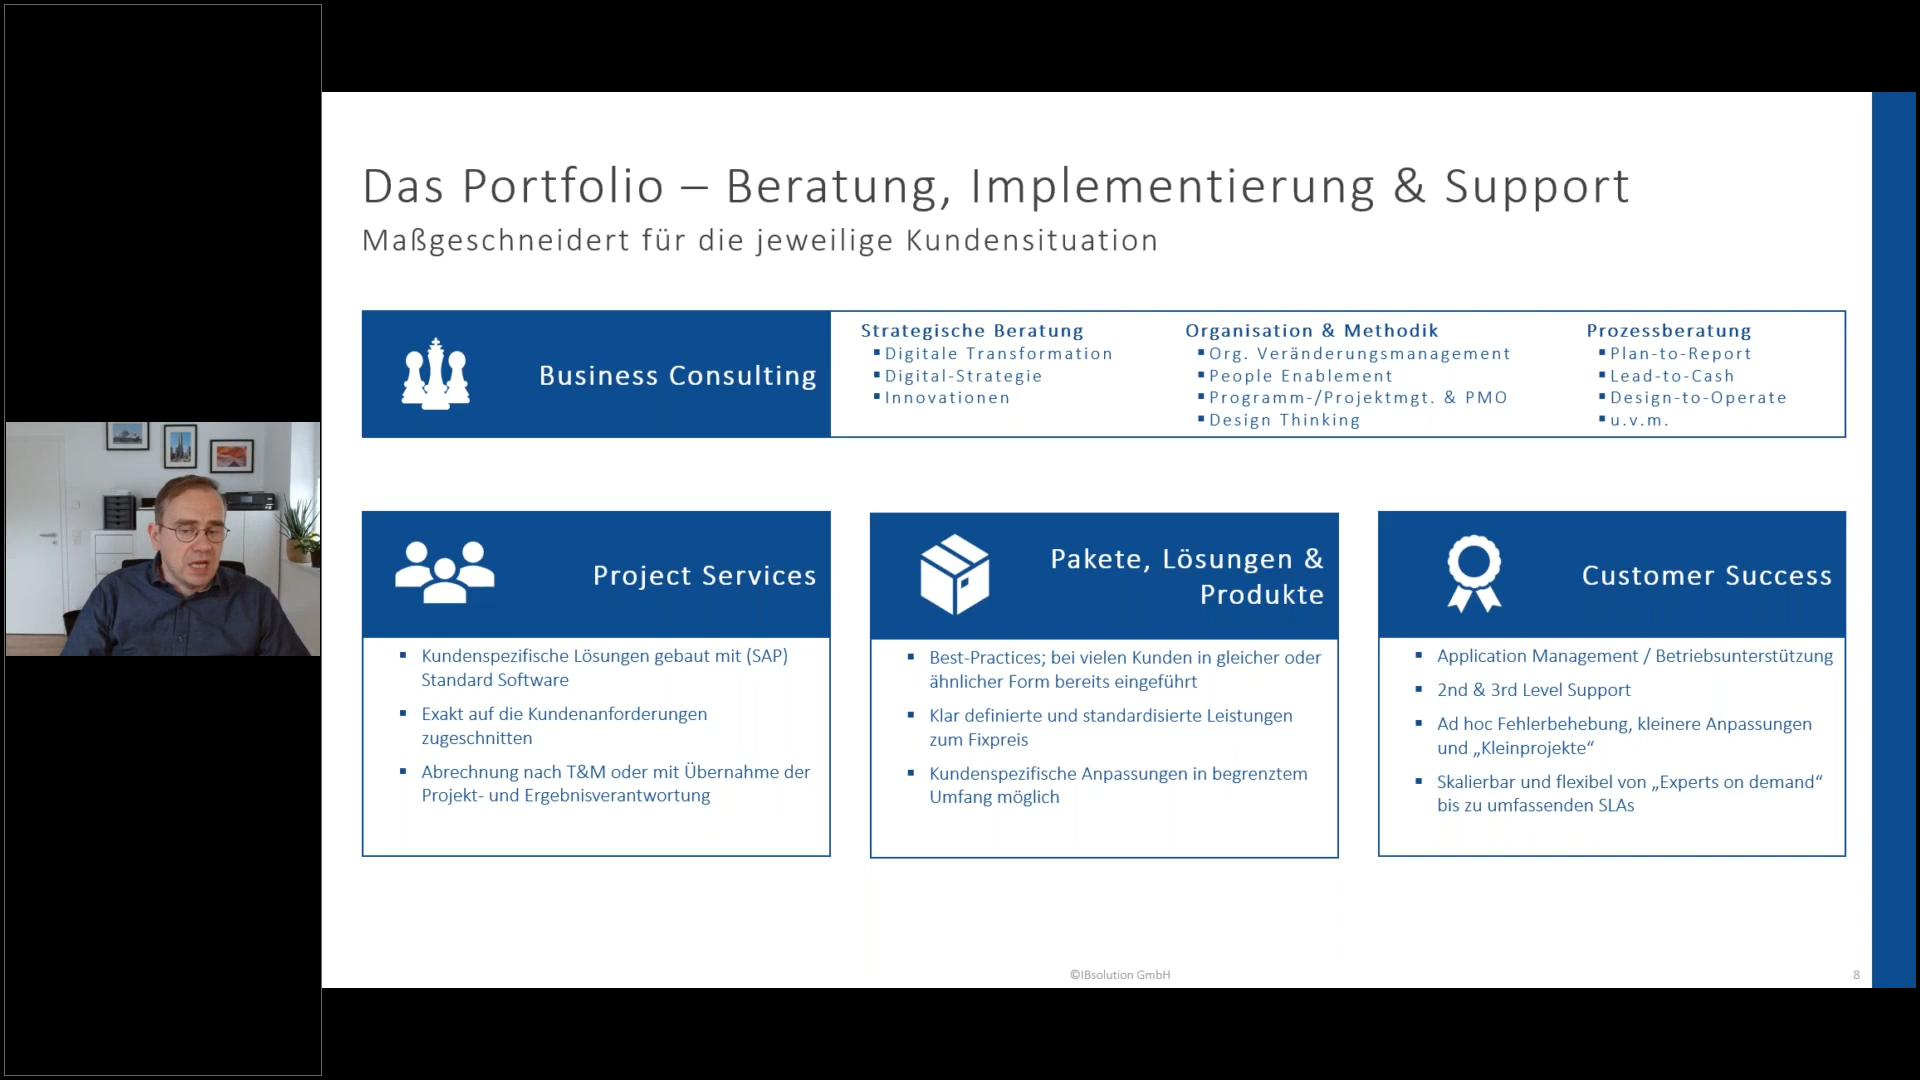 Das Portfolio – Beratung, Implementierung & Support
Maßgeschneidert für die jeweilige Kundensituation
Business Consulting
Strategische Beratung
▪Digitale Transformation
▪Digital-Strategie
▪Innovationen
Organisation & Methodik
▪Org. Veränderungsmanagement
▪People Enablement
▪Programm-/Projektmgt. & PMO
▪Design Thinking
Prozessberatung
▪Plan-to-Report
▪Lead-to-Cash
▪Design-to-Operate
▪u.v.m.
Project Services
▪ Kundenspezifische Lösungen gebaut mit (SAP)
Standard Software
▪ Exakt auf die Kundenanforderungen
zugeschnitten
▪ Abrechnung nach T&M oder mit Übernahme der
Projekt- und Ergebnisverantwortung
Pakete, Lösungen &
Produkte
▪ Best-Practices; bei vielen Kunden in gleicher oder
ähnlicher Form bereits eingeführt
▪ Klar definierte und standardisierte Leistungen
zum Fixpreis
▪ Kundenspezifische Anpassungen in begrenztem
Umfang möglich
Customer Success
▪ Application Management / Betriebsunterstützung
▪ 2nd & 3rd Level Support
▪ Ad hoc Fehlerbehebung, kleinere Anpassungen
und „Kleinprojekte“
▪ Skalierbar und flexibel von „Experts on demand“
bis zu umfassenden SLAs
©IBsolution GmbH
8